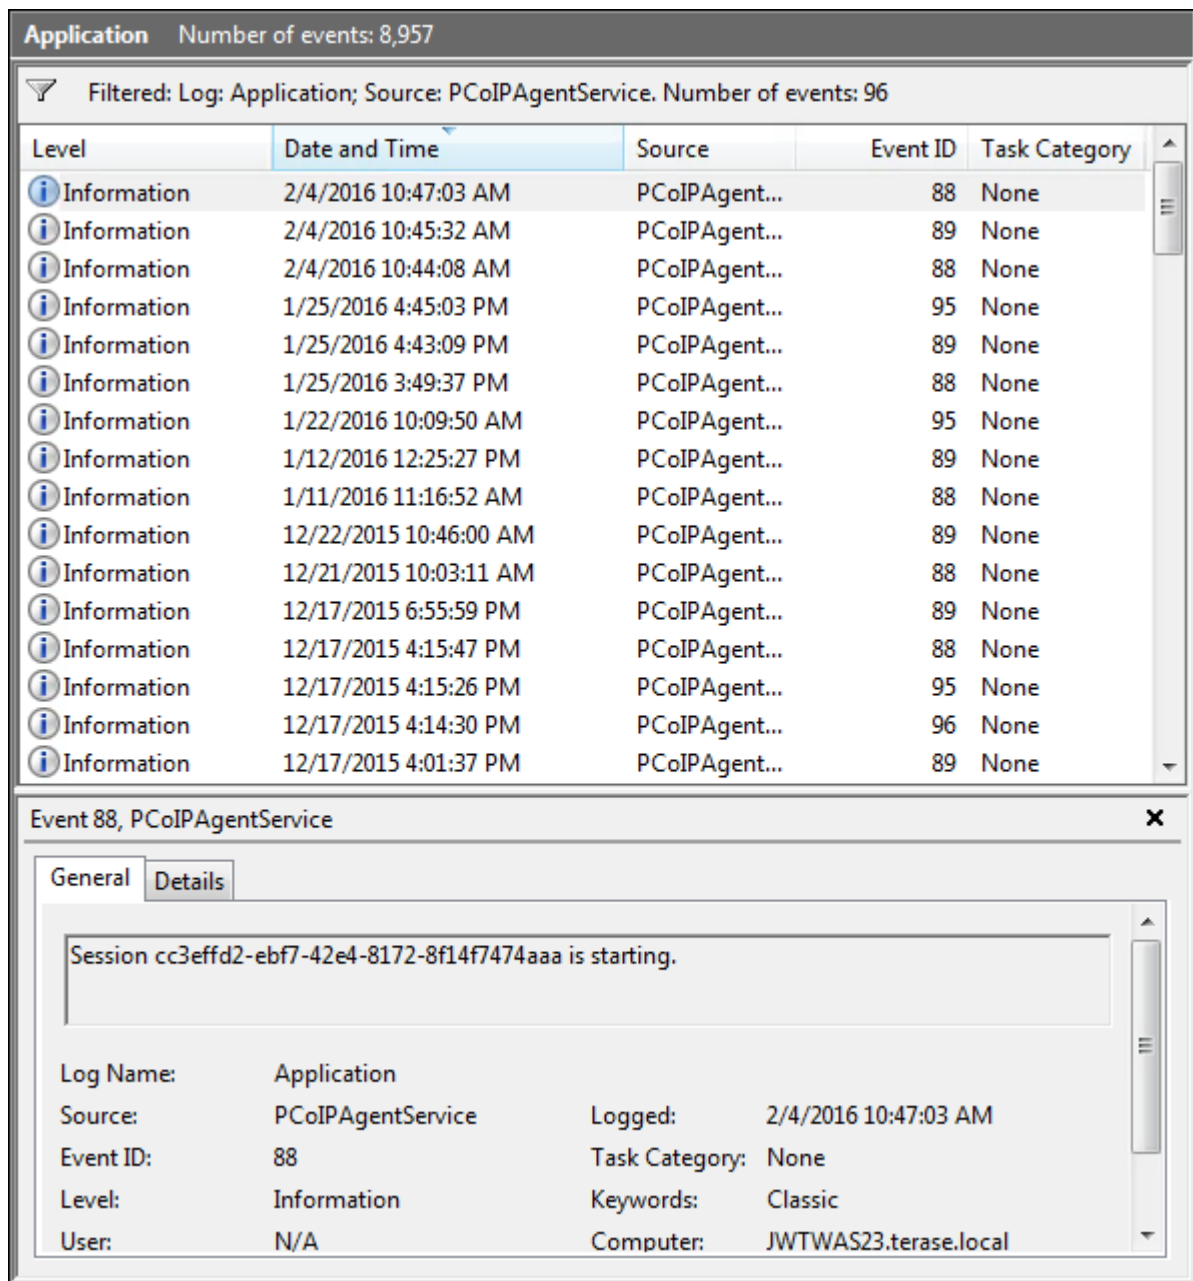 Application Number of events: 8,957
Filtered: Log: Application; Source: PCoIPAgentService. Number of events: 96
Level Date and Time Source Event ID Task Category
Information 2/4/2016 10:47:03 AM PCoIPAgent... 88 None
Information 2/4/2016 10:45:32 AM PCoIPAgent... 89 None
Information 2/4/2016 10:44:08 AM PCoIPAgent... 88 None
Information 1/25/2016 4:45:03 PM PCoIPAgent... 95 None
Information 1/25/2016 4:43:09 PM PCoIPAgent... 89 None
Information 1/25/2016 3:49:37 PM PCoIPAgent... 88 None
Information 1/22/2016 10:09:50 AM PCoIPAgent... 95 None
Information 1/12/2016 12:25:27 PM PCoIPAgent... 89 None
Information 1/11/2016 11:16:52 AM PCoIPAgent... 88 None
Information 12/22/2015 10:46:00 AM PCoIPAgent... 89 None
Information 12/21/2015 10:03:11 AM PCoIPAgent... 88 None
Information 12/17/2015 6:55:59 PM PCoIPAgent... 89 None
Information 12/17/2015 4:15:47 PM PCoIPAgent... 88 None
Information 12/17/2015 4:15:26 PM PCoIPAgent... 95 None
Information 12/17/2015 4:14:30 PM PCoIPAgent... 96 None
Information 12/17/2015 4:01:37 PM PCoIPAgent... 89 None
Event 88, PCoIPAgentService
General Details
Session cc3effd2-ebf7-42e4-8172-8f14f7474aaa is starting.
Log Name: Application
Source: PCoIPAgentService Logged: 2/4/2016 10:47:03 AM
Event ID: 88 Task Category: None
Level: Information Keywords: Classic
User: N/A Computer: JWTWAS23.terase.local